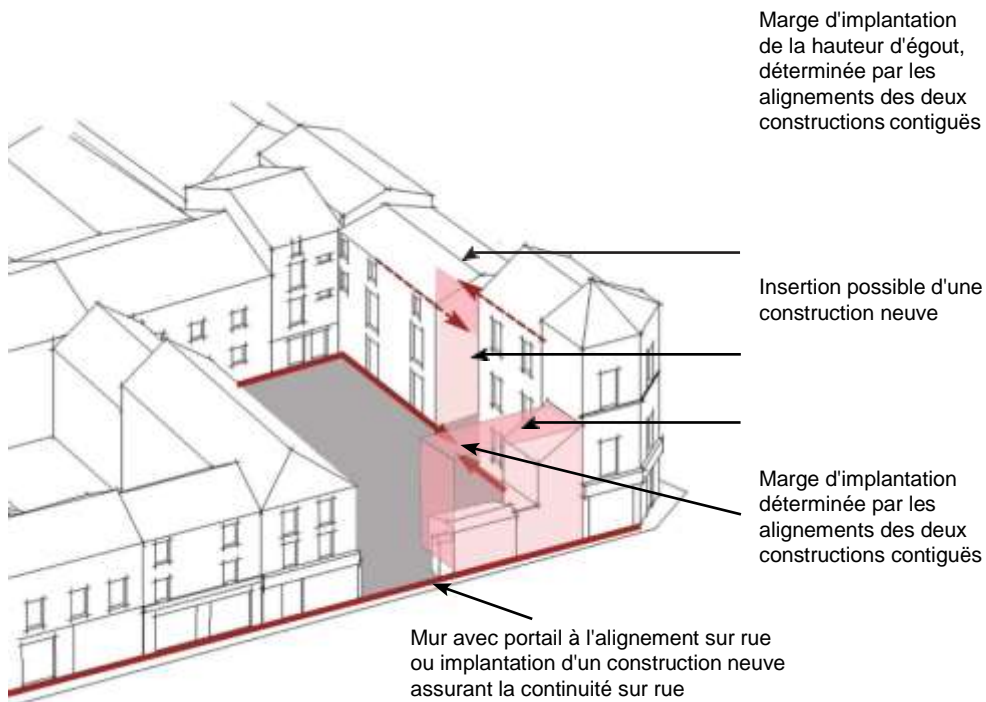 Marge d'implantation
de la hauteur d'égout,
déterminée par les
alignements des deux
constructions contiguës
Insertion possible d'une
construction neuve
Marge d'implantation
déterminée par les
alignements des deux
constructions contiguës
Mur avec portail à l'alignement sur rue
ou implantation d'un construction neuve
assurant la continuité sur rue